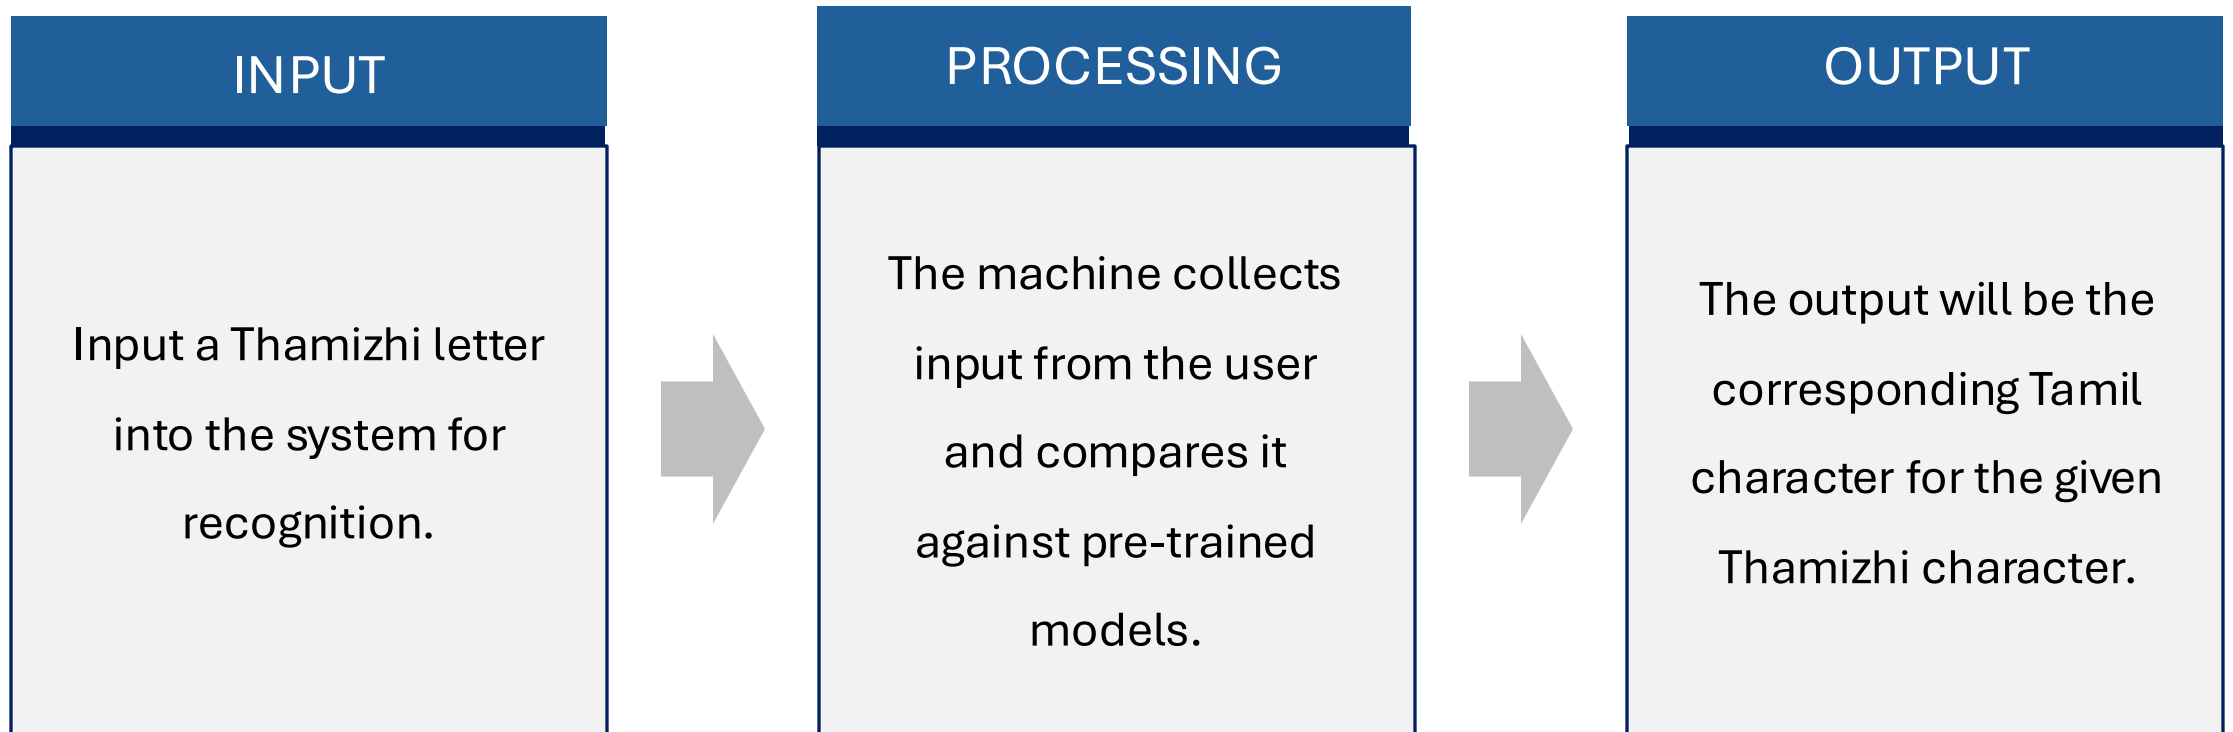 INPUT
Input a Thamizhi letter
into the system for
recognition.
PROCESSING
The machine collects
input from the user
and compares it
against pre-trained
models.
OUTPUT
The output will be the
corresponding Tamil
character for the given
Thamizhi character.